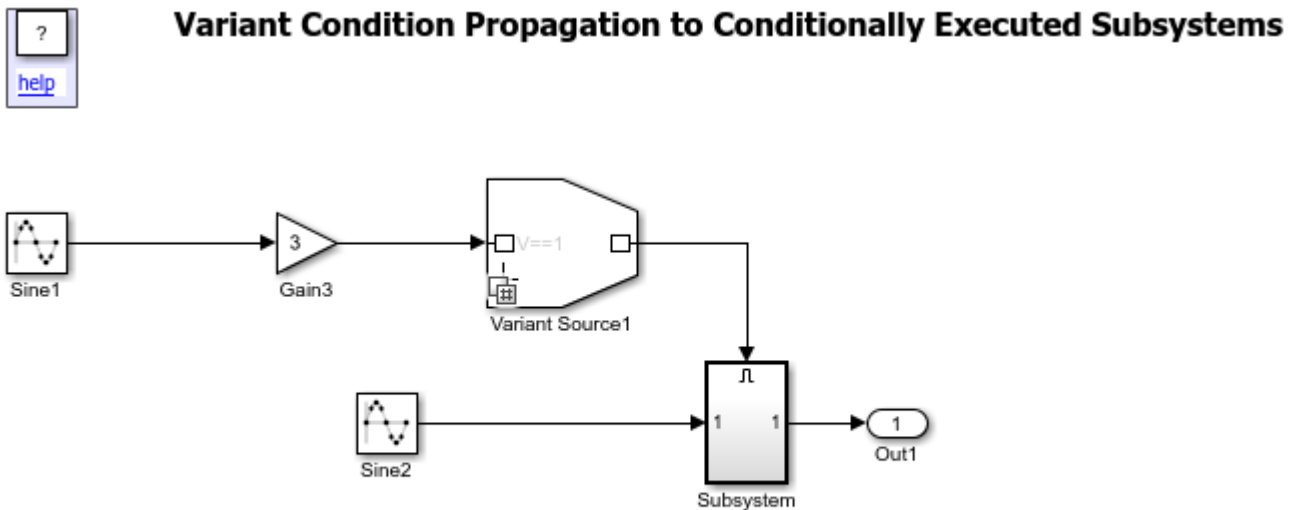 ?
Variant Condition Propagation to Conditionally Executed Subsystems
help
3
V==1
Sine1
Gain3
Variant Source1
1
1
1
Sine2
Out1
Subsystem